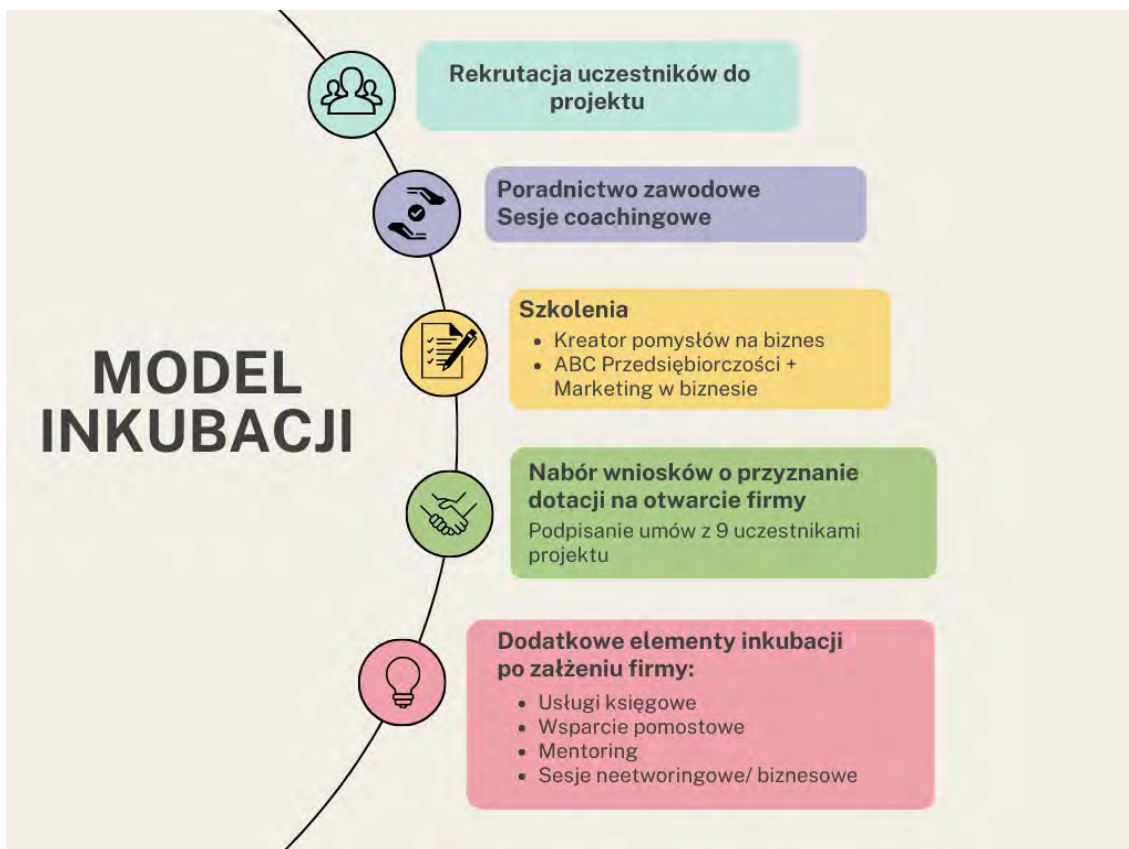 Rekrutacja uczestników do
projektu
Poradnictwo zawodowe
Sesje coachingowe
Szkolenia
• Kreator pomysłów na biznes
• ABC Przedsiębiorczości +
Marketing w biznesie
MODEL
INKUBACJI
Nabór wniosków o przyznanie
dotacji na otwarcie firmy
Podpisanie umów z 9 uczestnikami
projektu
Dodatkowe elementy inkubacji
po załżeniu firmy:
• Usługi księgowe
• Wsparcie pomostowe
• Mentoring
• Sesje neetworingowe/ biznesowe